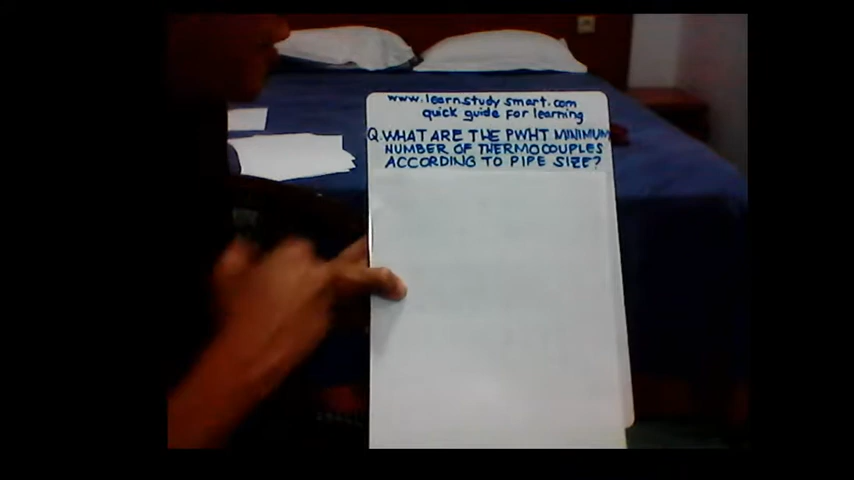 www.learnstudysmart.com
quick guide for learning
Q.WHAT ARE THE PWHT MINIMUM
NUMBER OF THERMOCOUPLES
ACCORDING TO PIPE SIZE?